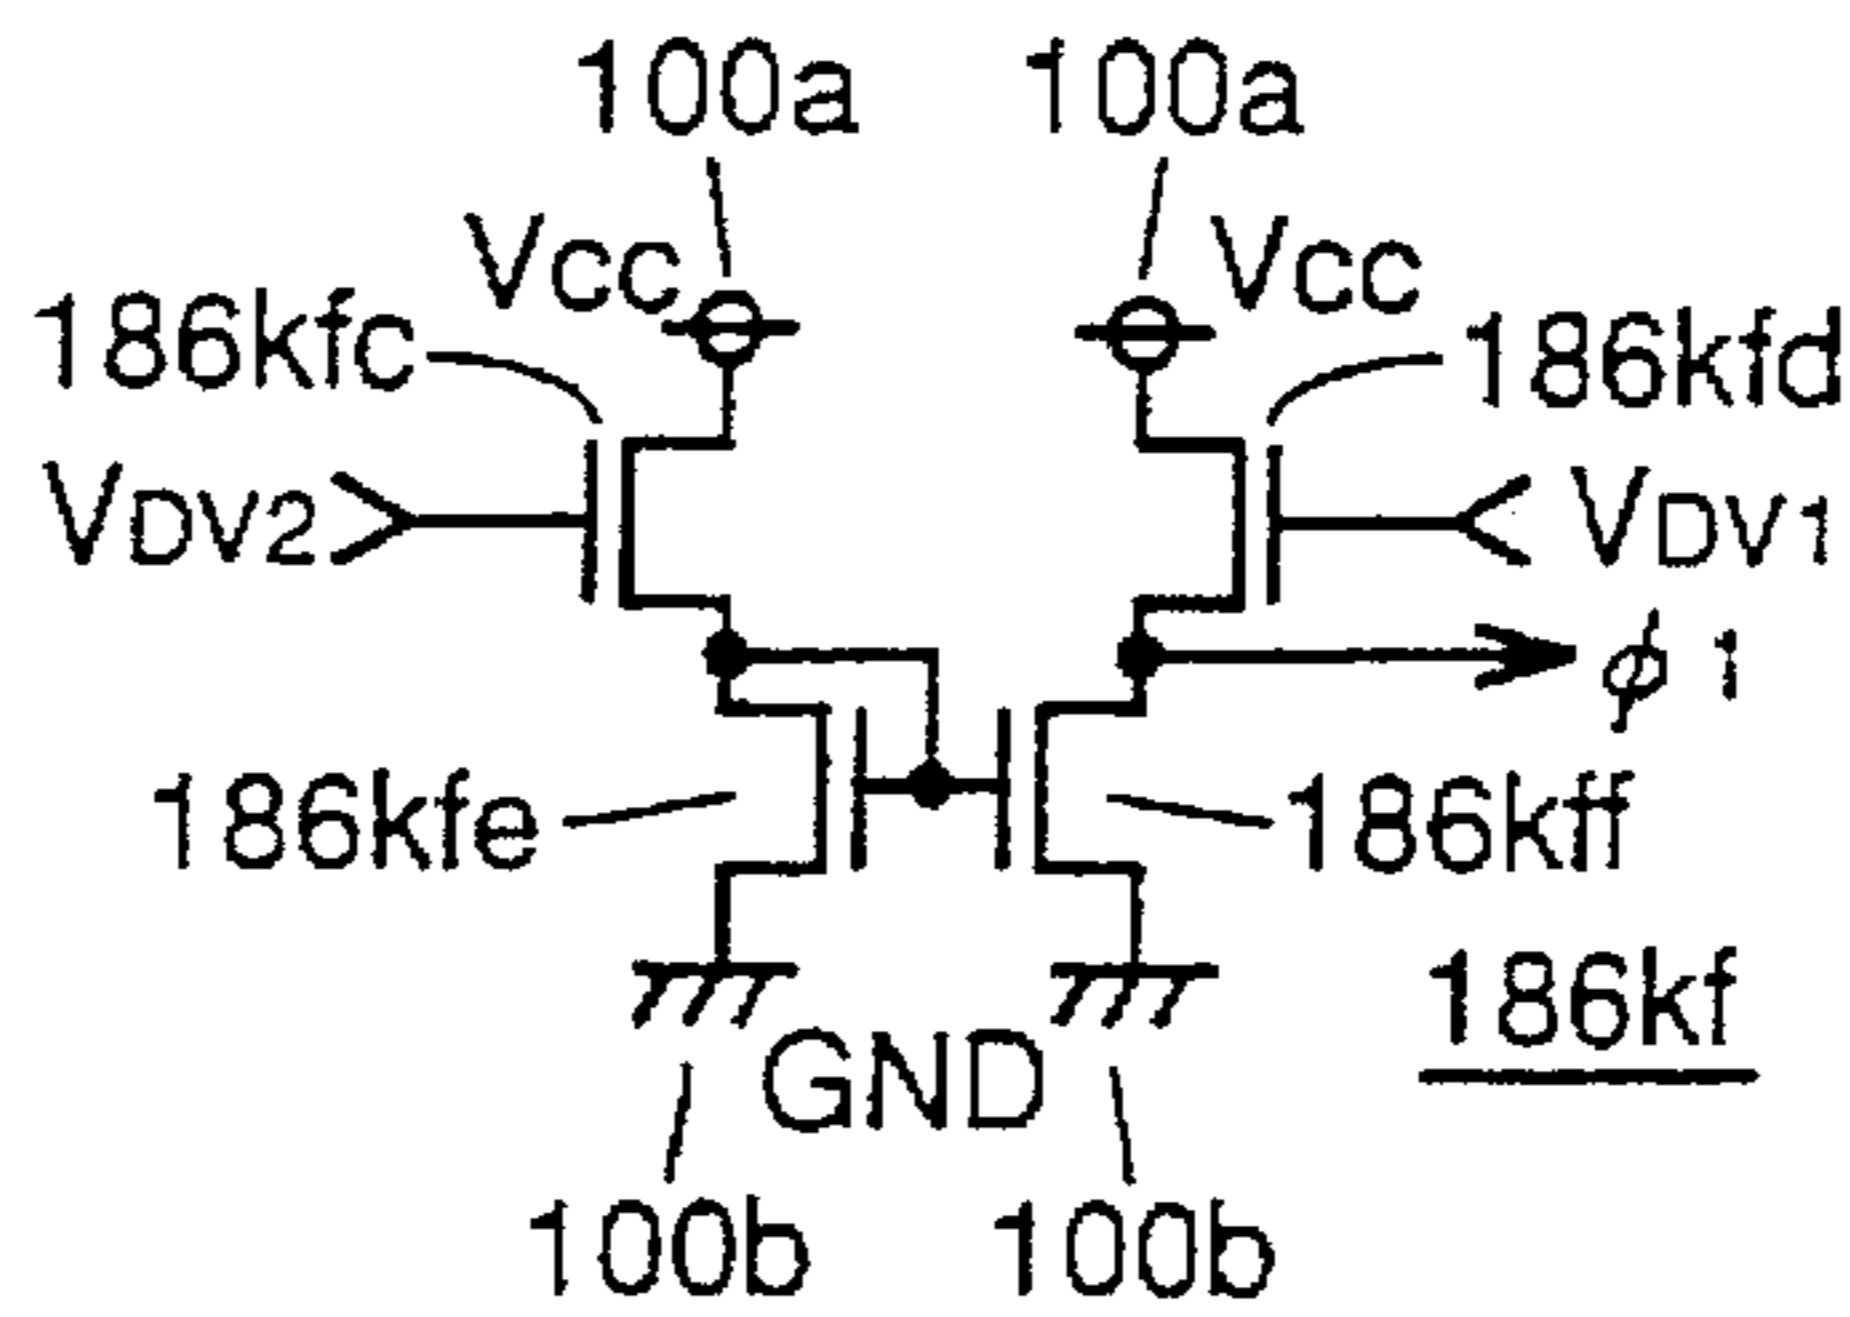 100a 100a
Vcc Vcc
186kfc 186kfd
VDV2 VDV1
ϕ1
186kfe 186kff
186kf
GND
100b 100b